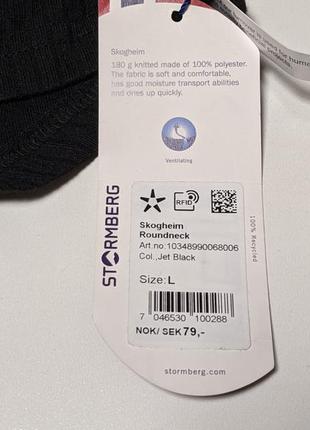 Skogheim
180 g knitted made of 100% polyester.
The fabric is soft and comfortable,
has good moisture transport abilities
and dries up quickly.
Ventilating
STORMBERG
RFID
100% Recycled
Skogheim
Roundneck
Art.no:10348990068006
Col.,Jet Black
Size: L
7 046530 100288
NOK/ SEK 79,-
stormberg.com